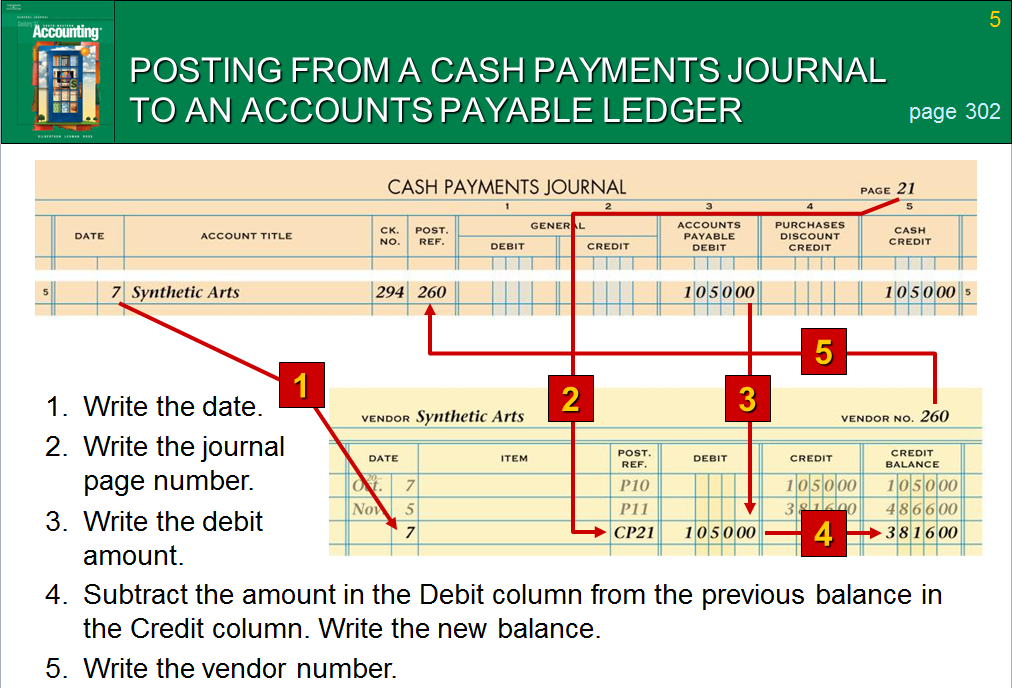 5
Accounting
POSTING FROM A CASH PAYMENTS JOURNAL
TO AN ACCOUNTS PAYABLE LEDGER
page 302
CASH PAYMENTS JOURNAL
PAGE 21
1 2 3 4 5
DATE ACCOUNT TITLE CK. NO. POST. REF. GENERAL DEBIT CREDIT ACCOUNTS PAYABLE DEBIT PURCHASES DISCOUNT CREDIT CASH CREDIT
5 7 Synthetic Arts 294 260 1 0 5 0 00 1 0 5 0 00 5
5
1
2
3
VENDOR Synthetic Arts VENDOR NO. 260
DATE ITEM POST. REF. DEBIT CREDIT CREDIT BALANCE
20--
Oct. 7 P10 1 0 5 0 00 1 0 5 0 00
Nov. 5 P11 3 8 1 6 00 4 8 6 6 00
7 CP21 1 0 5 0 00 3 8 1 6 00
4
1. Write the date.
2. Write the journal
page number.
3. Write the debit
amount.
4. Subtract the amount in the Debit column from the previous balance in
the Credit column. Write the new balance.
5. Write the vendor number.